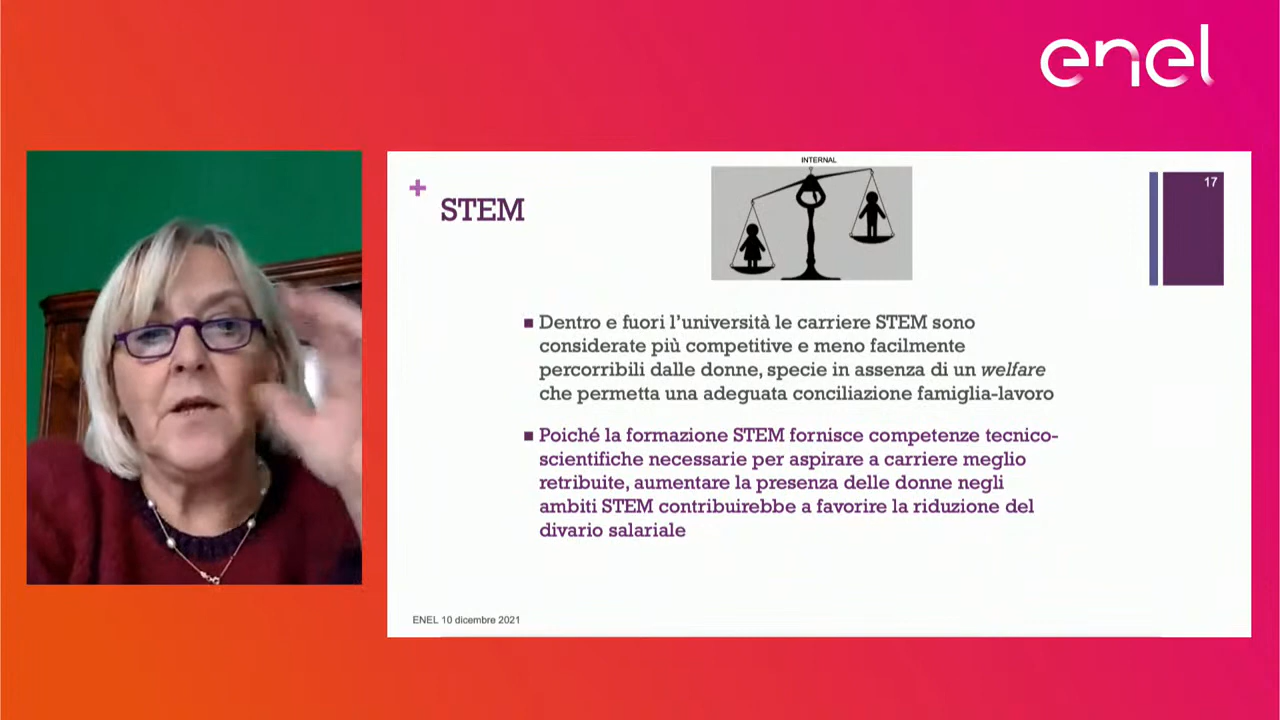 enel
INTERNAL
17
+
STEM
■ Dentro e fuori l'università le carriere STEM sono
considerate più competitive e meno facilmente
percorribili dalle donne, specie in assenza di un welfare
che permetta una adeguata conciliazione famiglia-lavoro
■ Poiché la formazione STEM fornisce competenze tecnico-
scientifiche necessarie per aspirare a carriere meglio
retribuite, aumentare la presenza delle donne negli
ambiti STEM contribuirebbe a favorire la riduzione del
divario salariale
ENEL 10 dicembre 2021